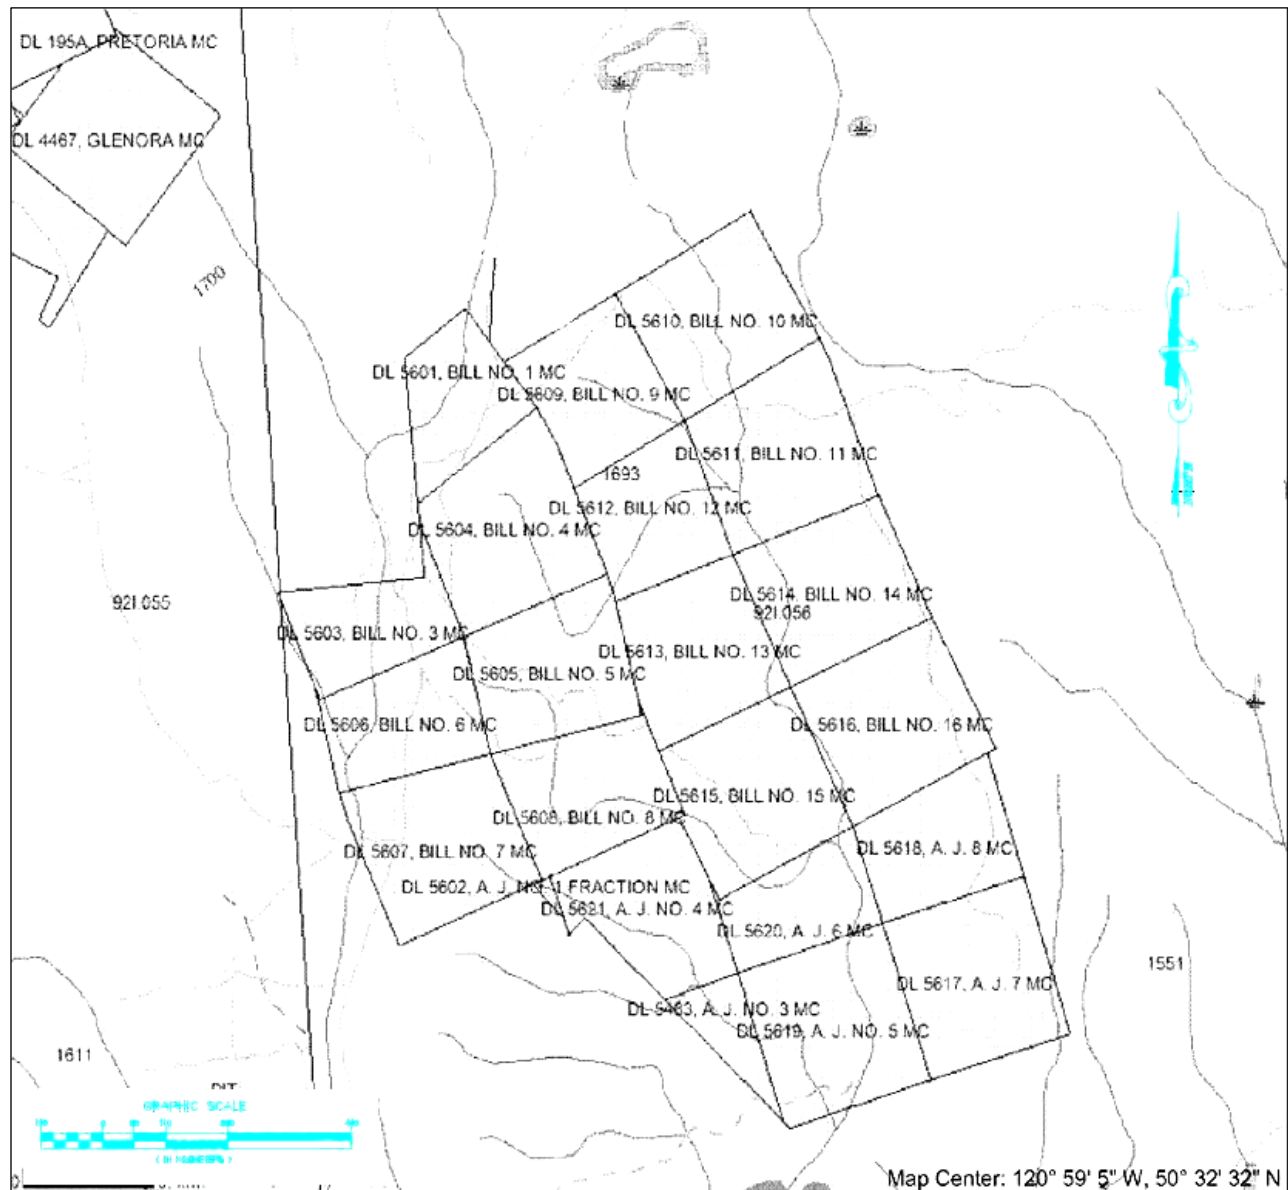 DL 195A, PRETORIA MC
DL 4467, GLENORA MC
1700
DL 5610, BILL NO. 10 MC
DL 5601, BILL NO. 1 MC
DL 5609, BILL NO. 9 MC
DL 5611, BILL NO. 11 MC
1693
DL 5612, BILL NO. 12 MC
DL 5604, BILL NO. 4 MC
92I.055
DL 5614, BILL NO. 14 MC
92I.056
DL 5603, BILL NO. 3 MC
DL 5613, BILL NO. 13 MC
DL 5605, BILL NO. 5 MC
DL 5606, BILL NO. 6 MC
DL 5616, BILL NO. 16 MC
DL 5615, BILL NO. 15 MC
DL 5608, BILL NO. 8 MC
DL 5607, BILL NO. 7 MC
DL 5618, A. J. 8 MC
DL 5602, A. J. NO. 1 FRACTION MC
DL 5621, A. J. NO. 4 MC
DL 5620, A. J. 6 MC
1551
DL 5617, A. J. 7 MC
DL 5483, A. J. NO. 3 MC
DL 5619, A. J. NO. 5 MC
1611
GRAPHIC SCALE
Map Center: 120° 59' 5" W, 50° 32' 32" N